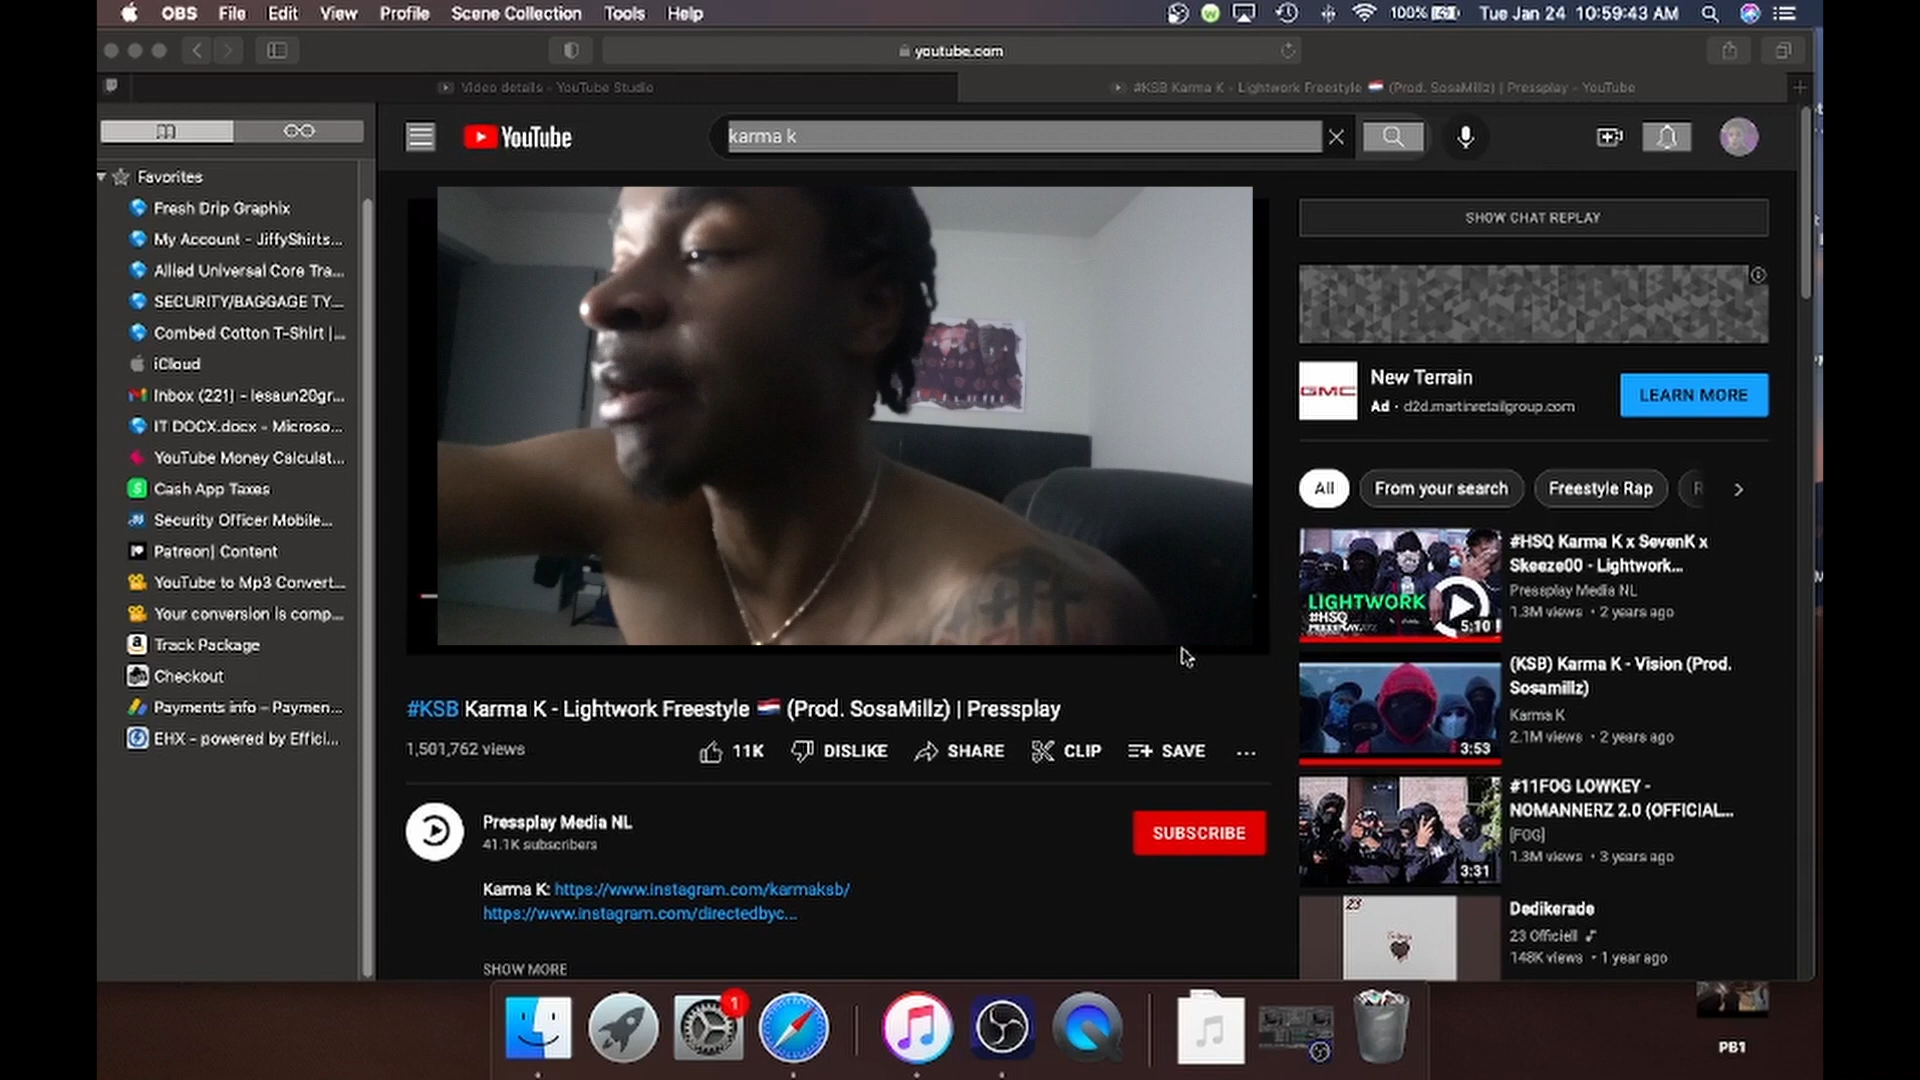 OBS File Edit View Profile Scene Collection Tools Help
100% Tue Jan 24 10:59:43 AM
youtube.com
Video details - YouTube Studio
#KSB Karma K - Lightwork Freestyle 🇳🇱 (Prod. SosaMillz) | Pressplay - YouTube
YouTube
karma k
Favorites
Fresh Drip Graphix
My Account - JiffyShirts...
Allied Universal Core Tra...
SECURITY/BAGGAGE TY...
Combed Cotton T-Shirt |...
iCloud
Inbox (221) - lesaun20gr...
IT DOCX.docx - Microso...
YouTube Money Calculat...
Cash App Taxes
Security Officer Mobile...
Patreon| Content
YouTube to Mp3 Convert...
Your conversion is comp...
Track Package
Checkout
Payments info – Paymen...
EHX - powered by Effici...
#KSB Karma K - Lightwork Freestyle 🇳🇱 (Prod. SosaMillz) | Pressplay
1,501,762 views
11K DISLIKE SHARE CLIP SAVE ...
Pressplay Media NL
41.1K subscribers
SUBSCRIBE
Karma K: https://www.instagram.com/karmaksb/
https://www.instagram.com/directedbyc...
SHOW MORE
SHOW CHAT REPLAY
GMC
New Terrain
Ad · d2d.martinretailgroup.com
LEARN MORE
All From your search Freestyle Rap R
LIGHTWORK
#HSQ
5:10
#HSQ Karma K x SevenK x
Skeeze00 - Lightwork...
Pressplay Media NL
1.3M views • 2 years ago
3:53
(KSB) Karma K - Vision (Prod.
Sosamillz)
Karma K
2.1M views • 2 years ago
3:31
#11FOG LOWKEY -
NOMANNERZ 2.0 (OFFICIAL...
[FOG]
1.3M views • 3 years ago
23
Dedikerade
23 Officiell
148K views • 1 year ago
1
PB1